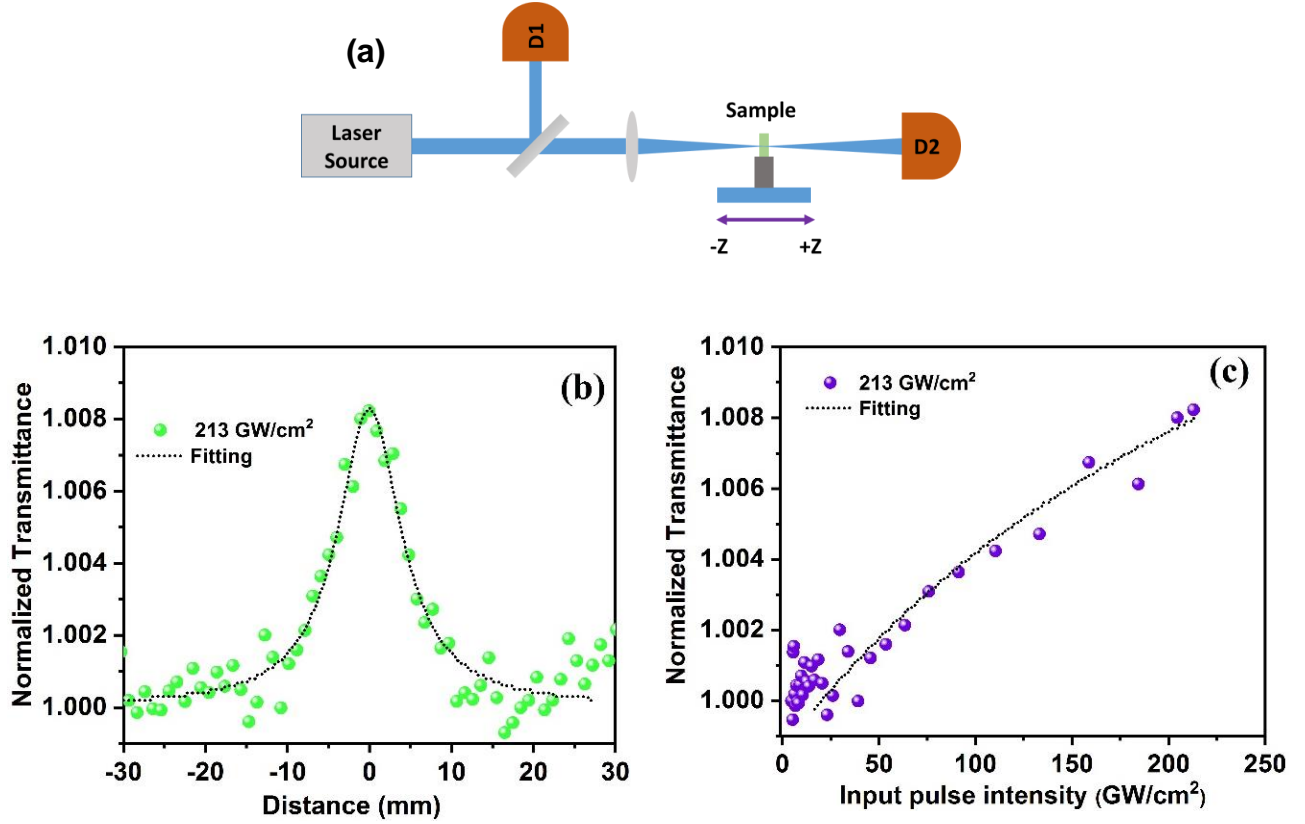 (a)
D1
Laser
Source
Sample
D2
-Z
+Z
(b)
213 GW/cm²
Fitting
Normalized Transmittance
1.010
1.008
1.006
1.004
1.002
1.000
-30
-20
-10
0
10
20
30
Distance (mm)
(c)
213 GW/cm²
Fitting
Normalized Transmittance
1.010
1.008
1.006
1.004
1.002
1.000
0
50
100
150
200
250
Input pulse intensity (GW/cm²)